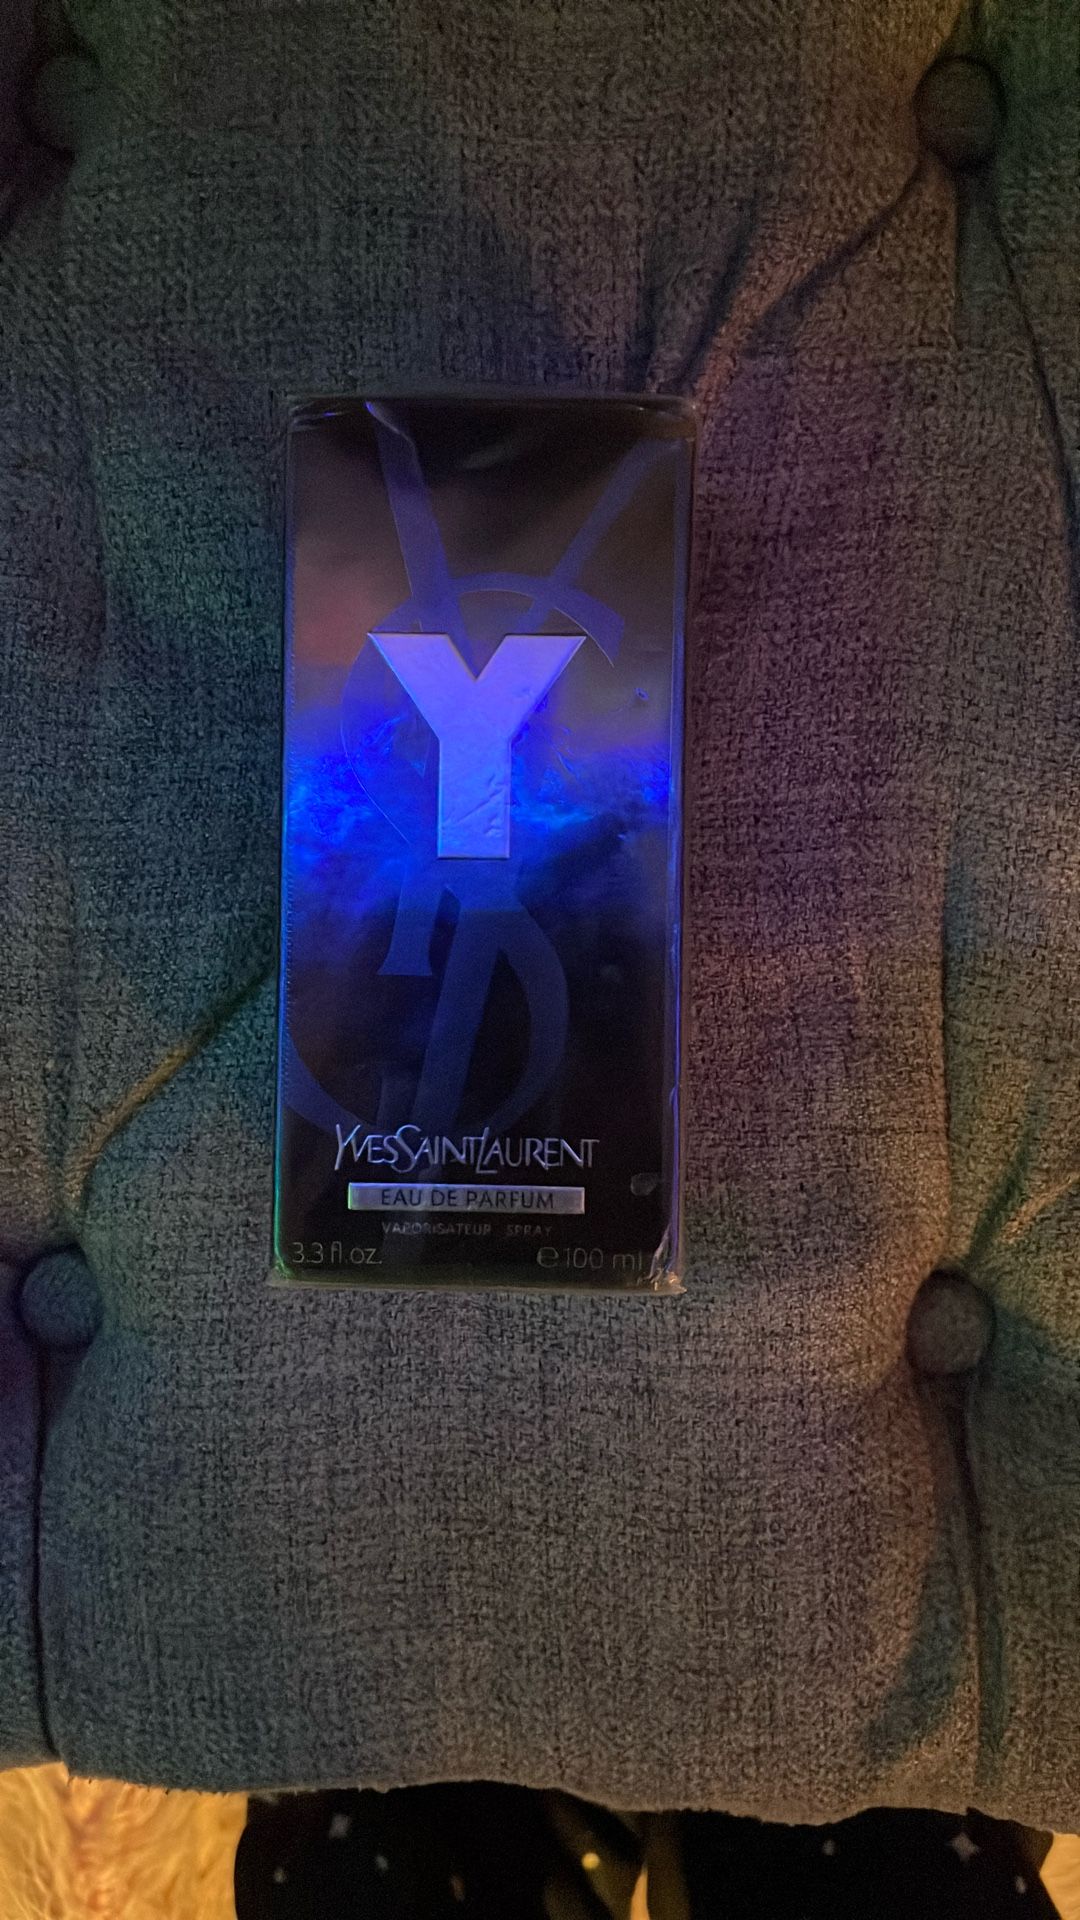 Y
YVESSAINTLAURENT
EAU DE PARFUM
VAPORISATEUR SPRAY
3.3 fl.oz. ℮100 ml